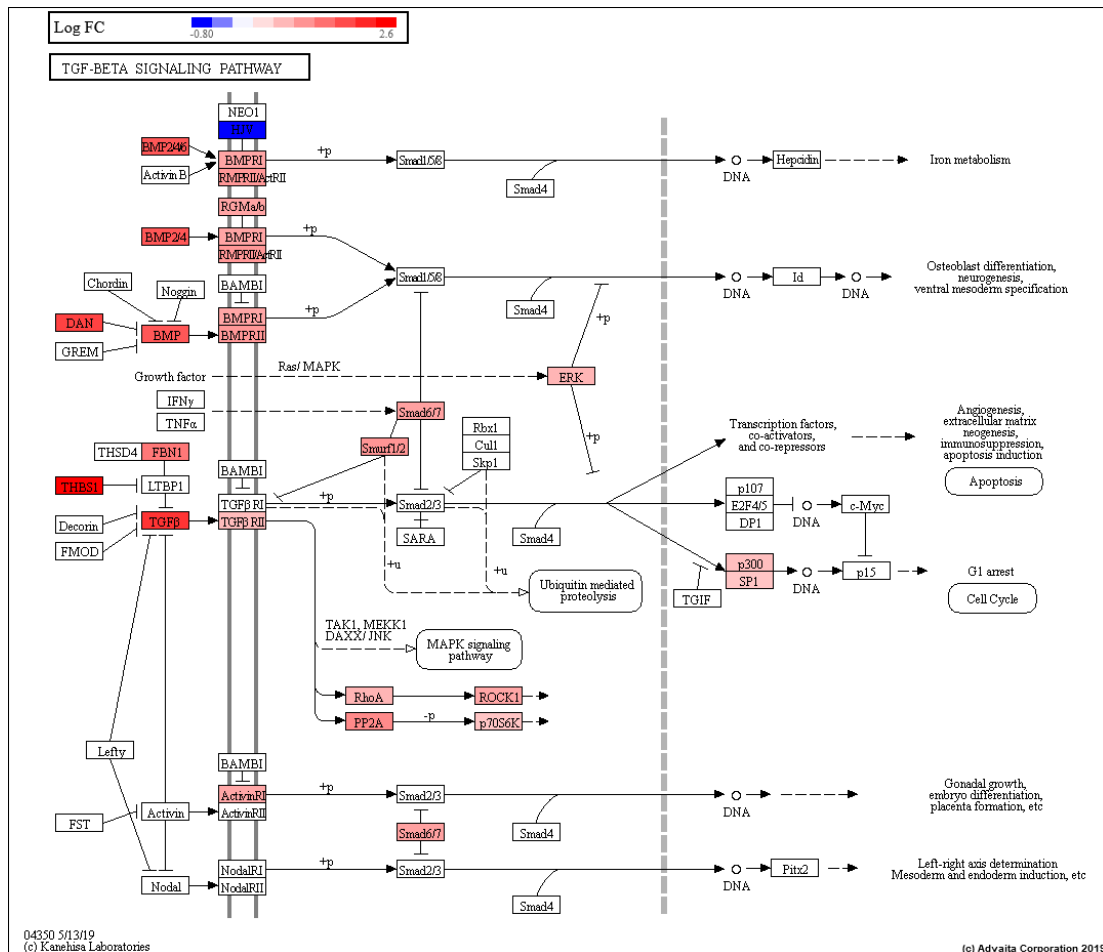 Log FC
-0.80 2.6
TGF-BETA SIGNALING PATHWAY
NEO1
HJV
BMP2/4/6
Activin B
BMPRI
+p
Smad1/5/8
Smad4
DNA
Hepcidin
Iron metabolism
BMPRII/ActRII
RGMa/b
BMP2/4
BMPRI
+p
BMPRII/ActRII
Smad1/5/8
Smad4
DNA
Id
DNA
Osteoblast differentiation,
neurogenesis,
ventral mesoderm specification
Chordin
Noggin
BAMBI
DAN
GREM
BMP
BMPRI
BMPRII
+p
+p
Growth factor
Ras/ MAPK
ERK
IFNγ
TNFα
Smad6/7
Smurf1/2
Rbx1
Cul1
Skp1
+p
Transcription factors,
co-activators,
and co-repressors
Angiogenesis,
extracellular matrix
neogenesis,
immunosuppression,
apoptosis induction
Apoptosis
THSD4
FBN1
THBS1
LTBP1
BAMBI
TGFβ RI
TGFβ RII
+p
Smad2/3
SARA
Smad4
Decorin
FMOD
TGFβ
p107
E2F4/5
DP1
DNA
c-Myc
p300
SP1
TGIF
DNA
p15
G1 arrest
Cell Cycle
+u
+u
Ubiquitin mediated
proteolysis
TAK1, MEKK1
DAXX/ JNK
MAPK signaling
pathway
RhoA
ROCK1
PP2A
-p
p70S6K
Lefty
BAMBI
FST
Activin
ActivinRI
ActivinRII
+p
Smad2/3
Smad4
DNA
Gonadal growth,
embryo differentiation,
placenta formation, etc
Smad6/7
Nodal
NodalRI
NodalRII
+p
Smad2/3
Smad4
DNA
Pitx2
Left-right axis determination
Mesoderm and endoderm induction, etc
04350 5/13/19
(c) Kanehisa Laboratories
(c) Advaita Corporation 2019